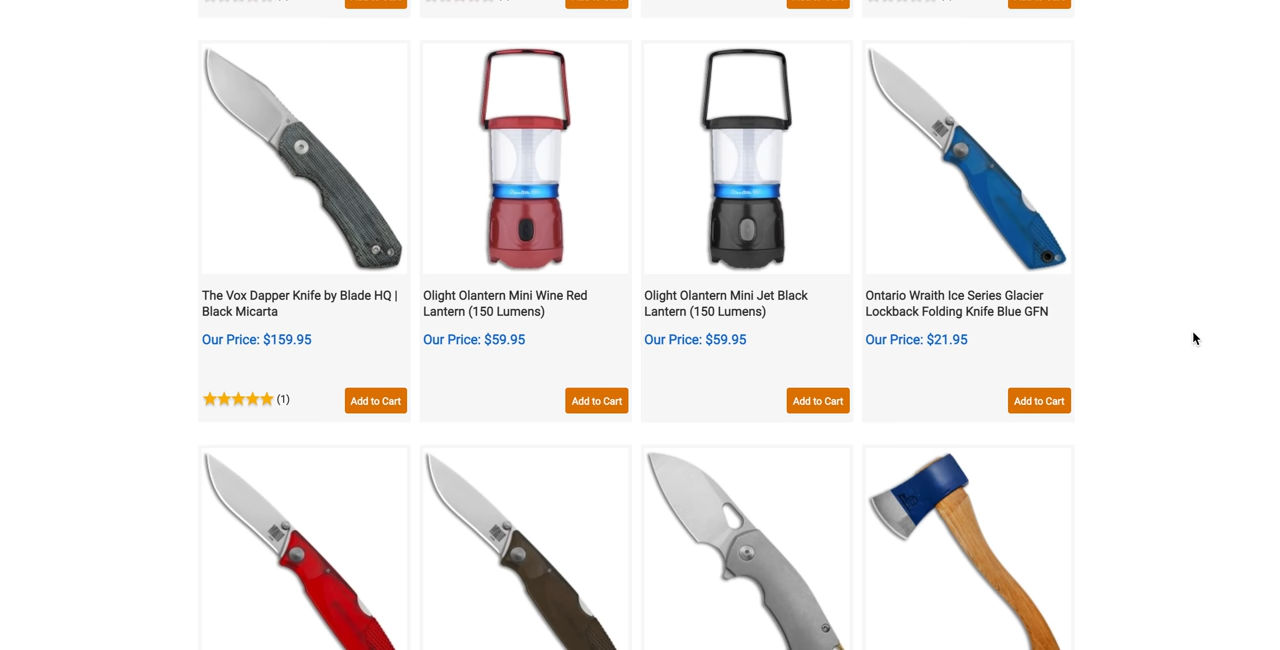 The Vox Dapper Knife by Blade HQ |
Black Micarta
Our Price: $159.95
(1)
Add to Cart
Olight Olantern Mini Wine Red
Lantern (150 Lumens)
Our Price: $59.95
Add to Cart
Olight Olantern Mini Jet Black
Lantern (150 Lumens)
Our Price: $59.95
Add to Cart
Ontario Wraith Ice Series Glacier
Lockback Folding Knife Blue GFN
Our Price: $21.95
Add to Cart